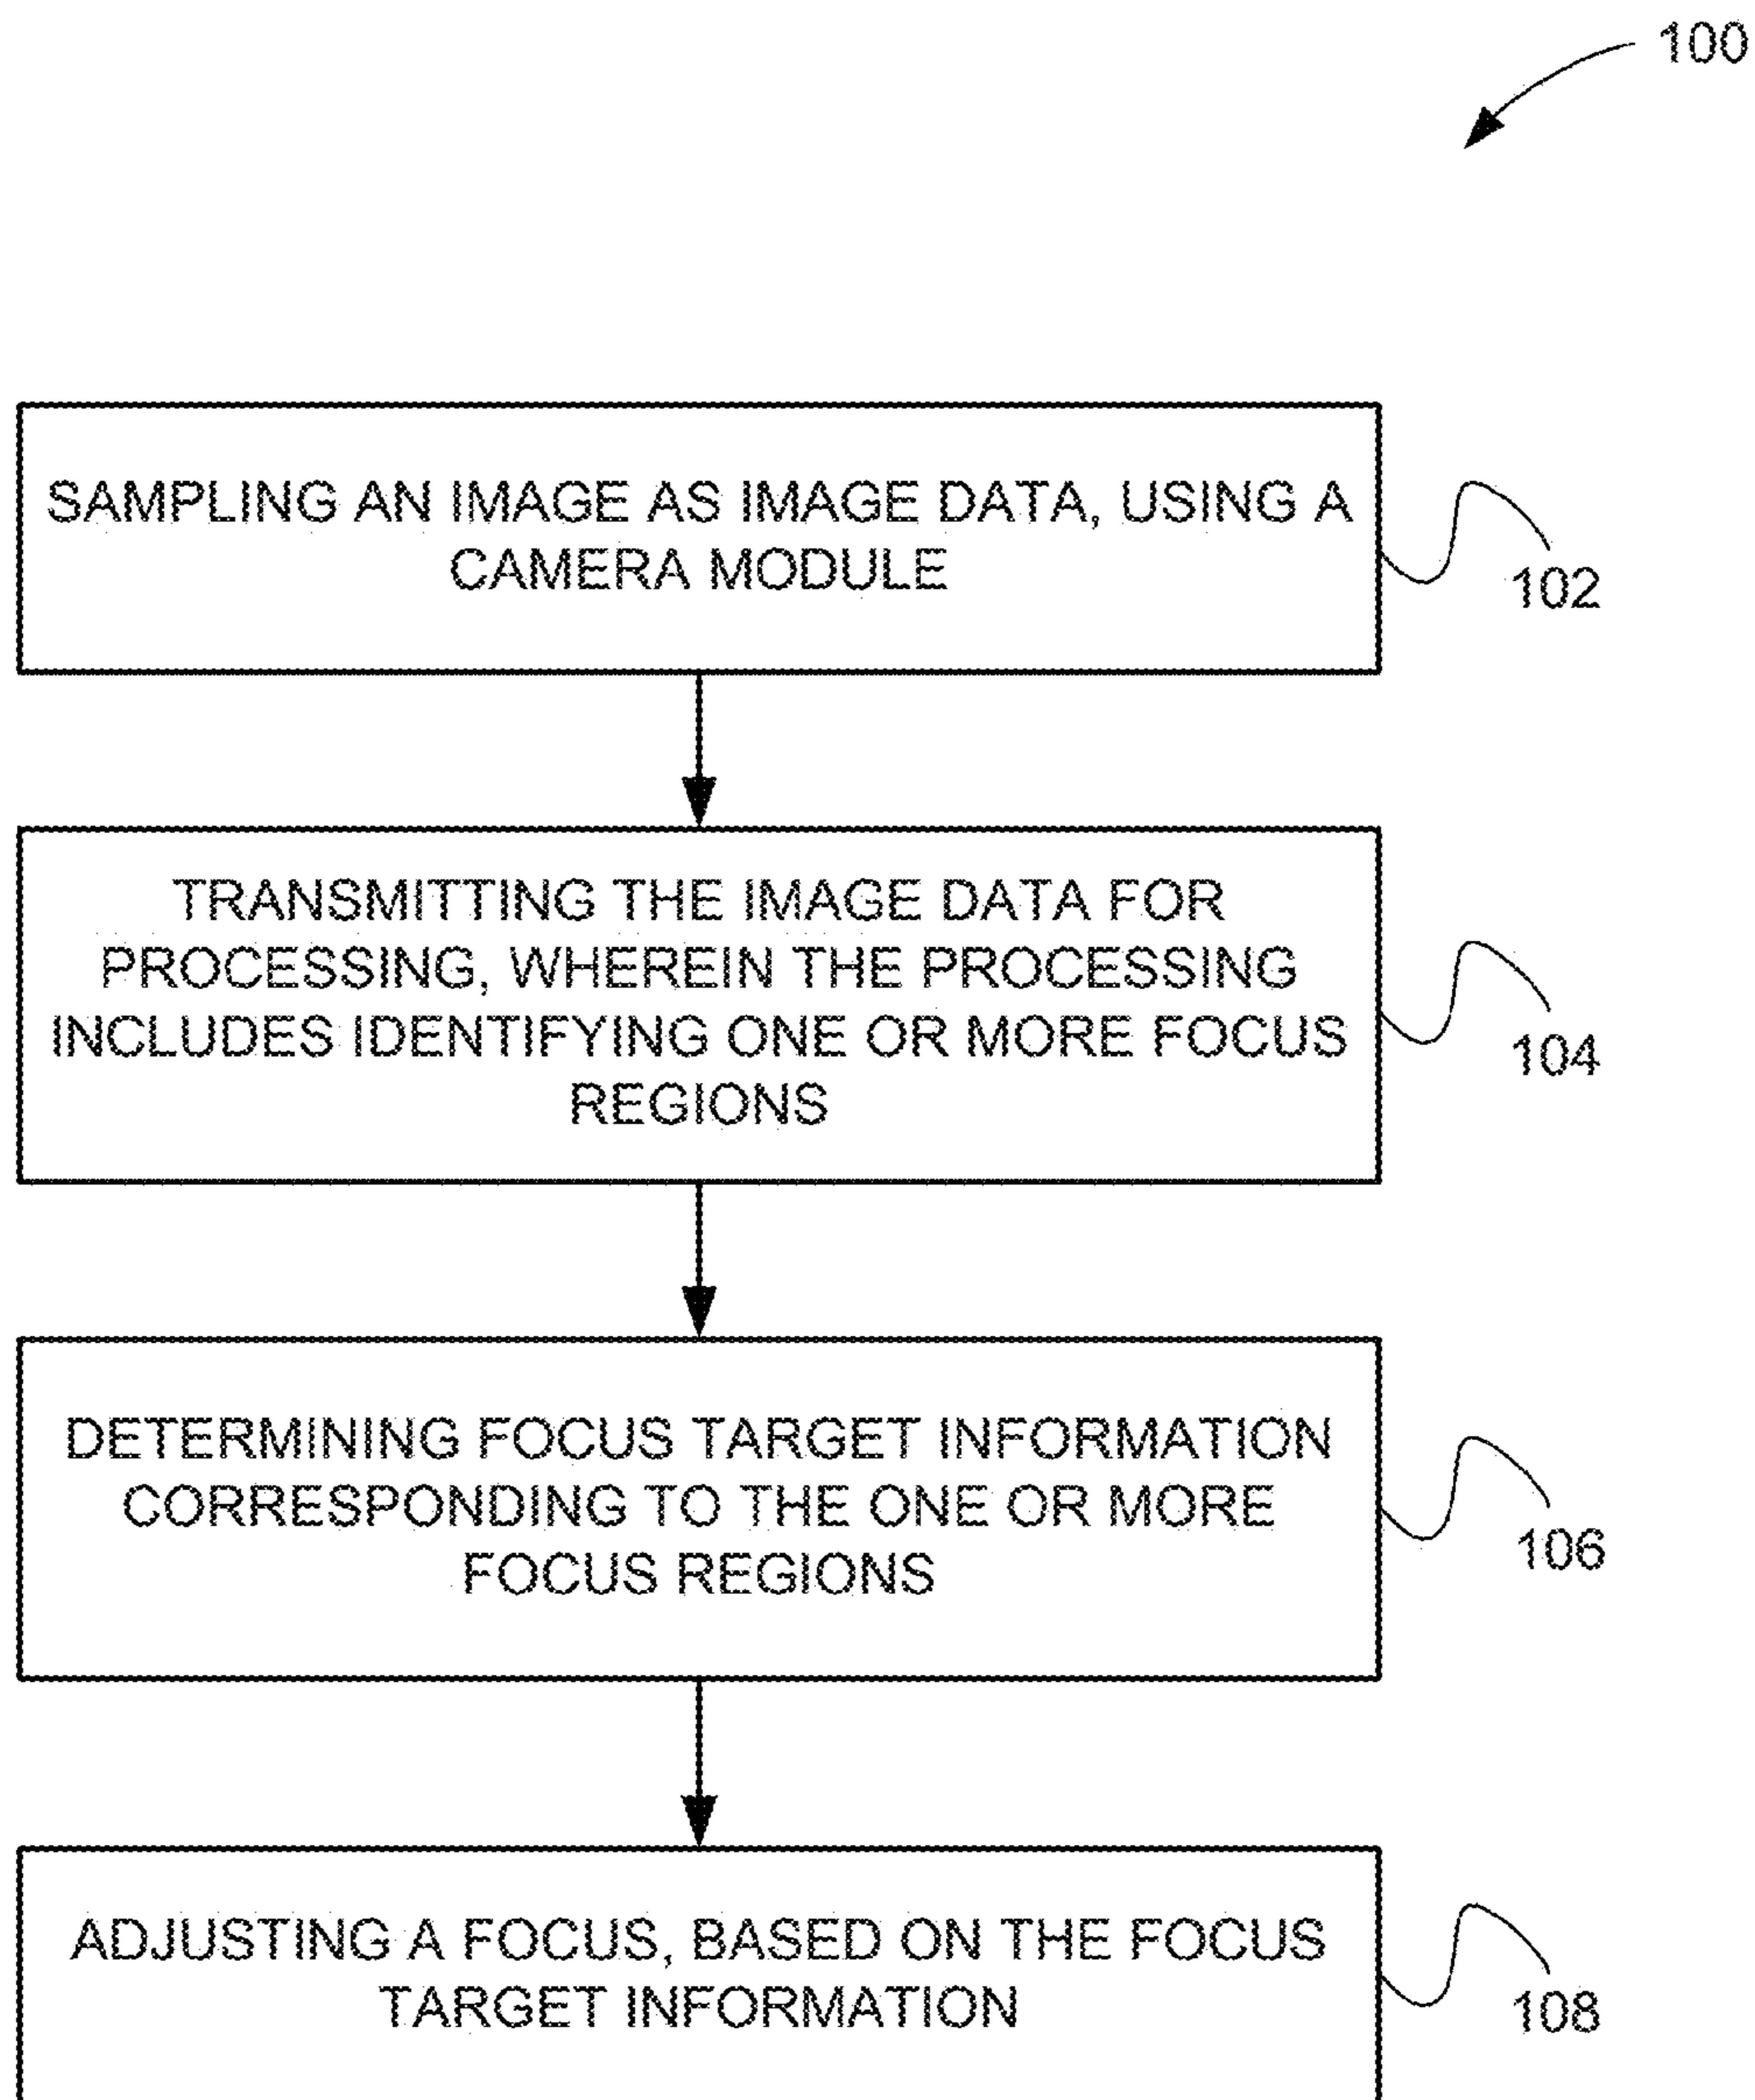 100
SAMPLING AN IMAGE AS IMAGE DATA, USING A
CAMERA MODULE
102
TRANSMITTING THE IMAGE DATA FOR
PROCESSING, WHEREIN THE PROCESSING
INCLUDES IDENTIFYING ONE OR MORE FOCUS
REGIONS
104
DETERMINING FOCUS TARGET INFORMATION
CORRESPONDING TO THE ONE OR MORE
FOCUS REGIONS
106
ADJUSTING A FOCUS, BASED ON THE FOCUS
TARGET INFORMATION
108